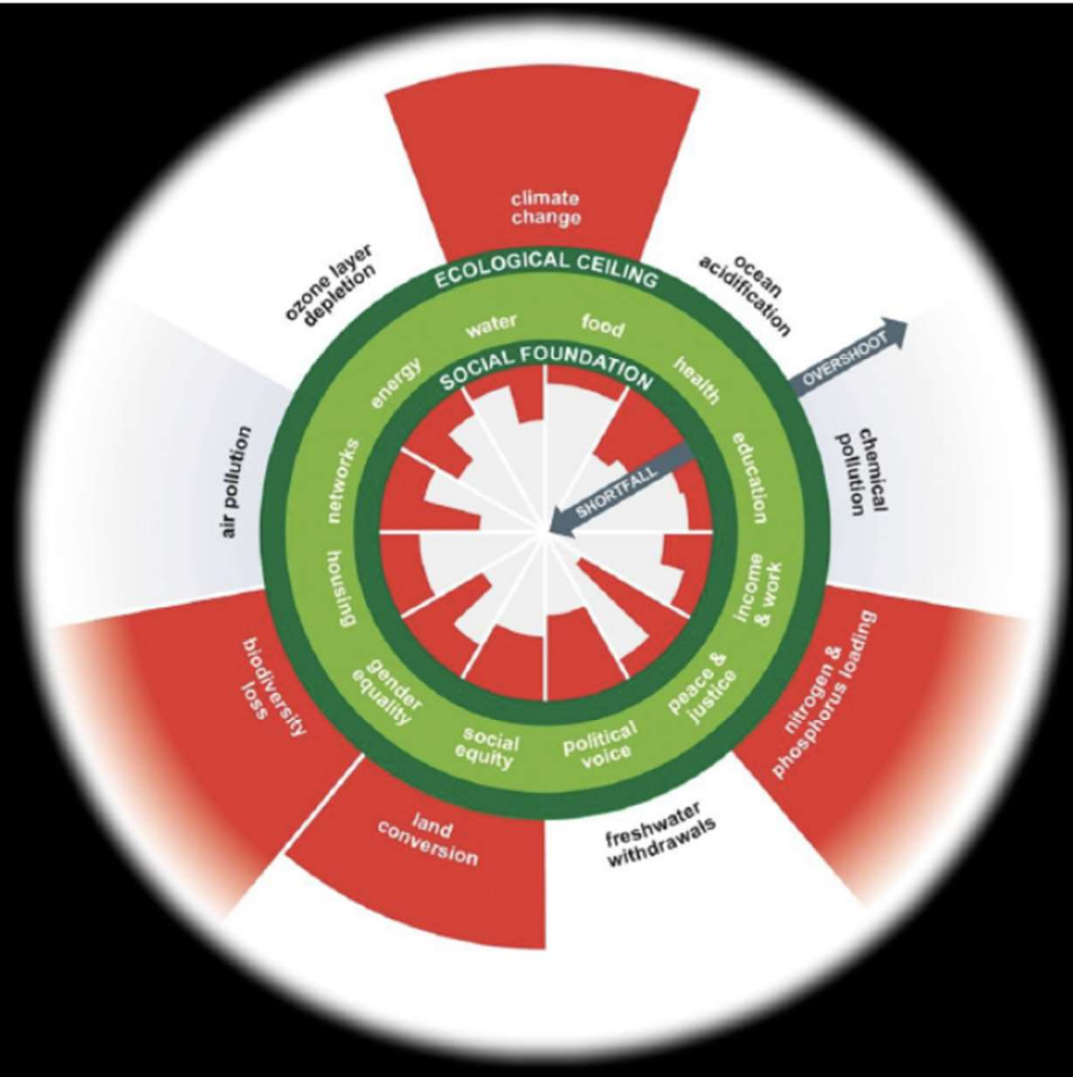 climate
change
ozone layer
depletion
ocean
acidification
ECOLOGICAL CEILING
OVERSHOOT
water
food
energy
health
SOCIAL FOUNDATION
networks
education
SHORTFALL
air pollution
chemical
pollution
housing
income
& work
gender
equality
peace &
justice
social
equity
political
voice
biodiversity
loss
nitrogen &
phosphorus loading
land
conversion
freshwater
withdrawals